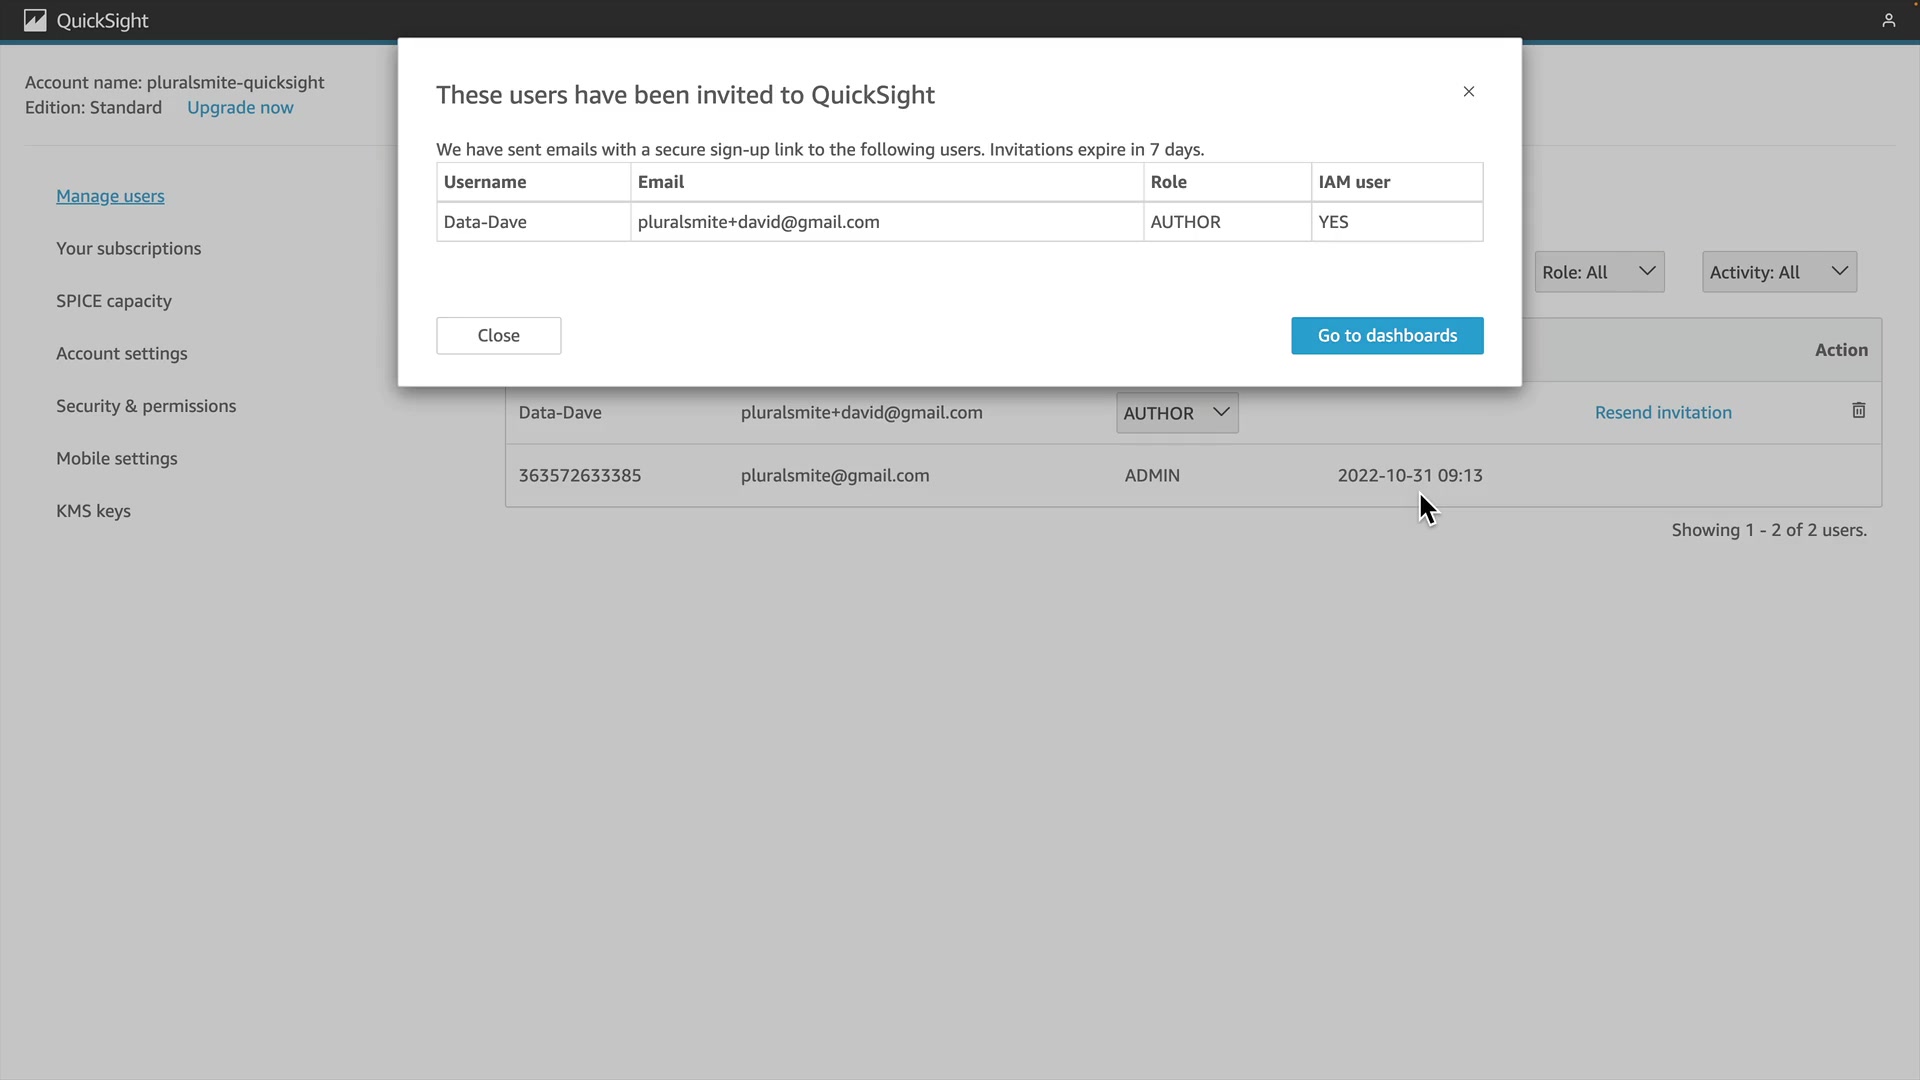 QuickSight
Account name: pluralsmite-quicksight
Edition: Standard Upgrade now
These users have been invited to QuickSight
We have sent emails with a secure sign-up link to the following users. Invitations expire in 7 days.
Username Email Role IAM user
Data-Dave pluralsmite+david@gmail.com AUTHOR YES
Close Go to dashboards
Manage users
Your subscriptions
SPICE capacity
Account settings
Security & permissions
Mobile settings
KMS keys
Role: All Activity: All
Action
Data-Dave pluralsmite+david@gmail.com AUTHOR Resend invitation
363572633385 pluralsmite@gmail.com ADMIN 2022-10-31 09:13
Showing 1 - 2 of 2 users.